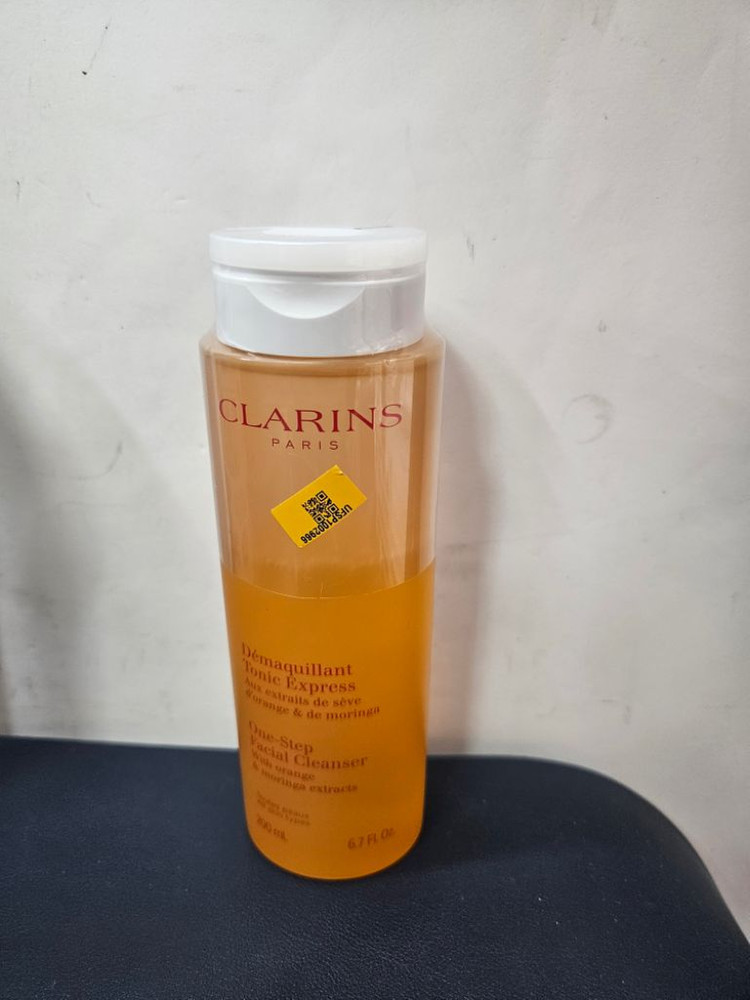 CLARINS
PARIS
UFSP1002966
Démaquillant
Tonic Express
Aux extraits de sève
d'orange & de moringa
One-Step
Facial Cleanser
With orange
& moringa extracts
200 mL
6.7 FL Oz.